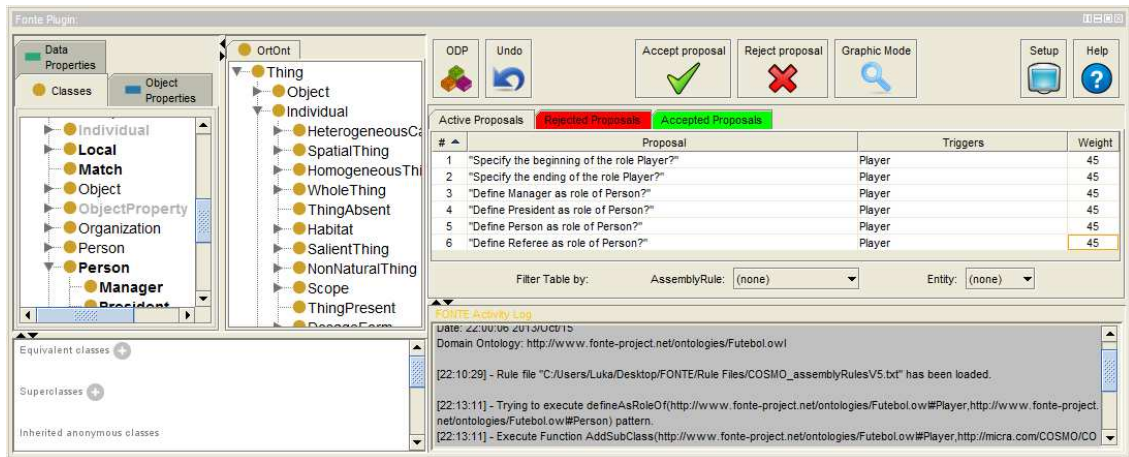 Fonte Plugin:
Data Properties
Classes
Object Properties
Individual
Local
Match
Object
ObjectProperty
Organization
Person
Person
Manager
President
Equivalent classes
Superclasses
Inherited anonymous classes
OrtOnt
Thing
Object
Individual
HeterogeneousCa
SpatialThing
HomogeneousThi
WholeThing
ThingAbsent
Habitat
SalientThing
NonNaturalThing
Scope
ThingPresent
DosageForm
ODP
Undo
Accept proposal
Reject proposal
Graphic Mode
Setup
Help
Active Proposals Rejected Proposals Accepted Proposals
# Proposal Triggers Weight
1 "Specify the beginning of the role Player?" Player 45
2 "Specify the ending of the role Player?" Player 45
3 "Define Manager as role of Person?" Player 45
4 "Define President as role of Person?" Player 45
5 "Define Person as role of Person?" Player 45
6 "Define Referee as role of Person?" Player 45
Filter Table by: AssemblyRule: (none) Entity: (none)
FONTE Activity Log
Date: 22:00:06 2013/Oct/15
Domain Ontology: http://www.fonte-project.net/ontologies/Futebol.owl
[22:10:29] - Rule file "C:/Users/Luka/Desktop/FONTE/Rule Files/COSMO_assemblyRulesV5.txt" has been loaded.
[22:13:11] - Trying to execute defineAsRoleOf(http://www.fonte-project.net/ontologies/Futebol.owl#Player,http://www.fonte-project.
net/ontologies/Futebol.owl#Person) pattern.
[22:13:11] - Execute Function AddSubClass(http://www.fonte-project.net/ontologies/Futebol.owl#Player,http://micra.com/COSMO/CO